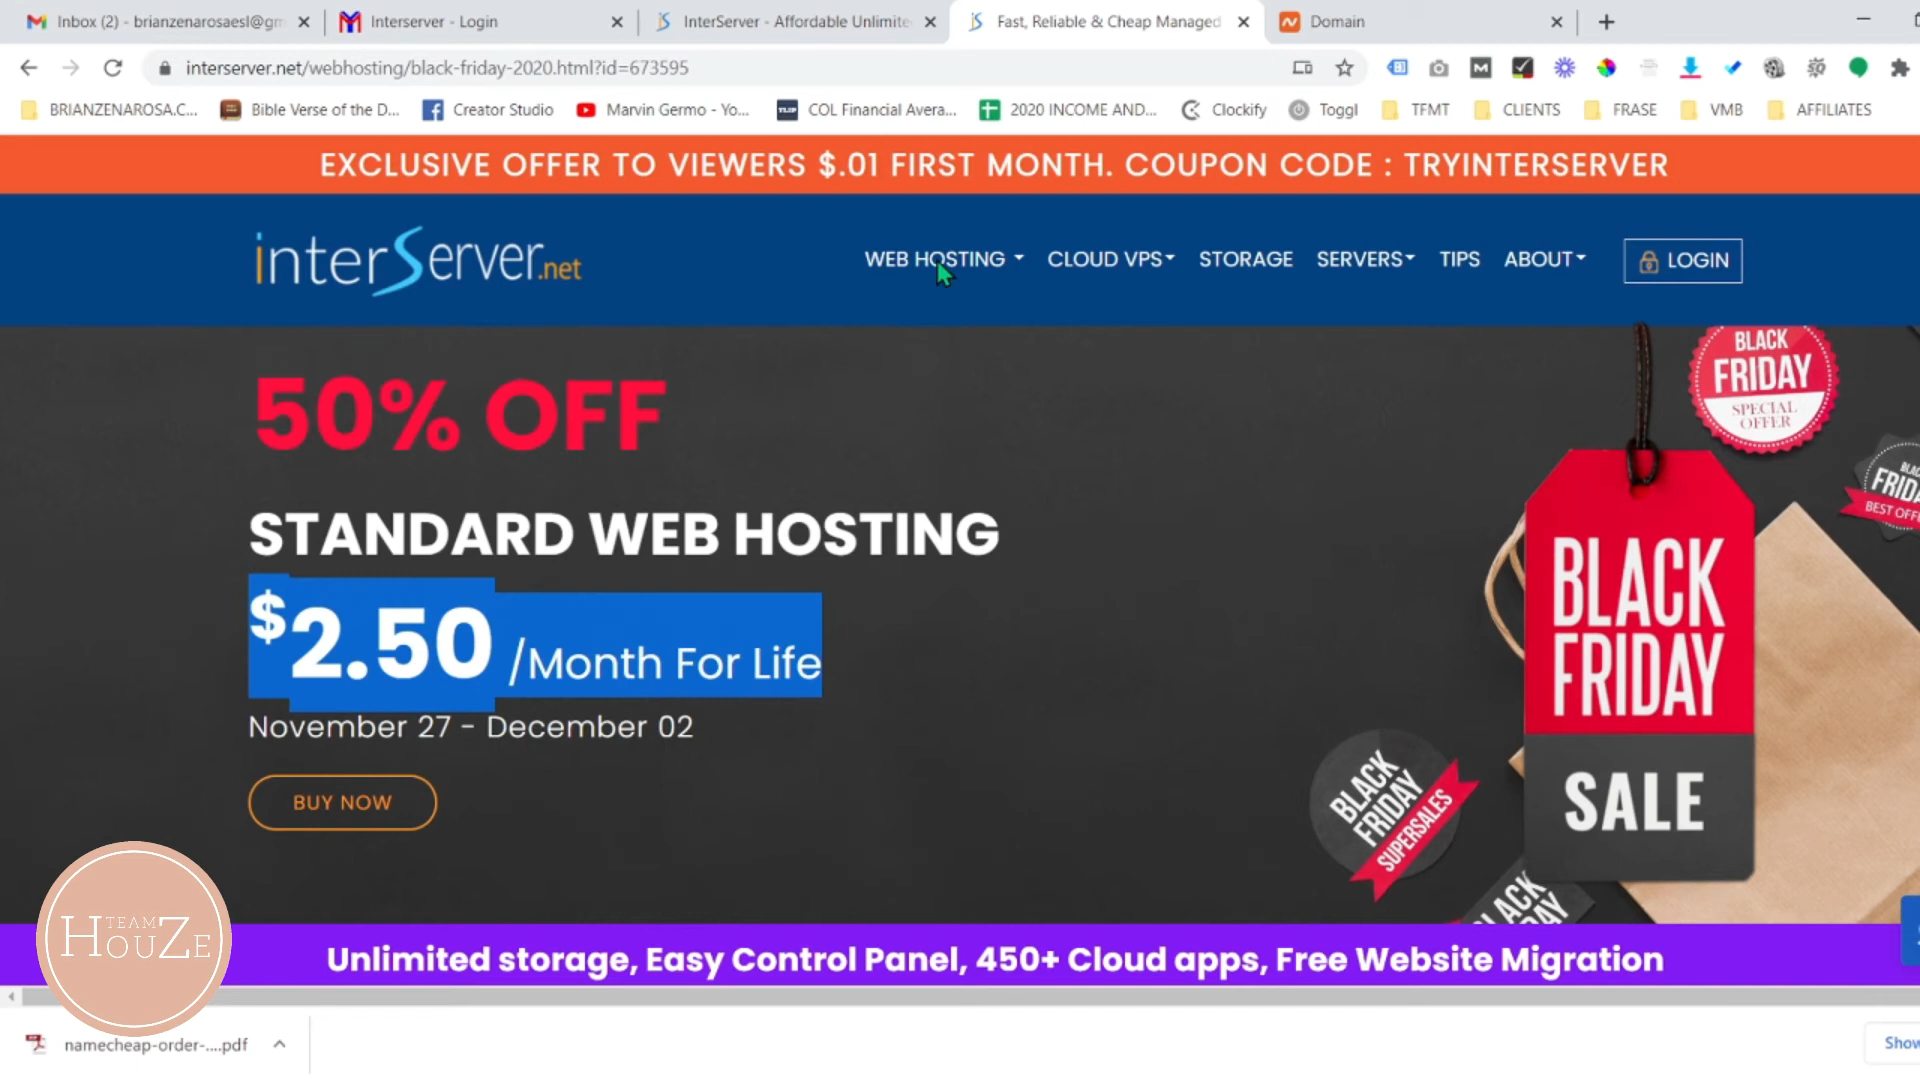 Inbox (2) - brianzenarosaesl@gm
Interserver - Login
InterServer - Affordable Unlimite
Fast, Reliable & Cheap Managed
Domain
interserver.net/webhosting/black-friday-2020.html?id=673595
BRIANZENAROSA.C...
Bible Verse of the D...
Creator Studio
Marvin Germo - Yo...
COL Financial Avera...
2020 INCOME AND...
Clockify
Toggl
TFMT
CLIENTS
FRASE
VMB
AFFILIATES
EXCLUSIVE OFFER TO VIEWERS $.01 FIRST MONTH. COUPON CODE : TRYINTERSERVER
interServer.net
WEB HOSTING
CLOUD VPS
STORAGE
SERVERS
TIPS
ABOUT
LOGIN
50% OFF
STANDARD WEB HOSTING
$2.50 /Month For Life
November 27 - December 02
BUY NOW
BLACK
FRIDAY
SPECIAL
OFFER
BLACK
FRIDAY
SALE
BLAC
FRIDA
BEST OFFE
BLACK
FRIDAY
SUPERSALES
BLACK
Unlimited storage, Easy Control Panel, 450+ Cloud apps, Free Website Migration
TEAM
HOUZE
namecheap-order-....pdf
Show